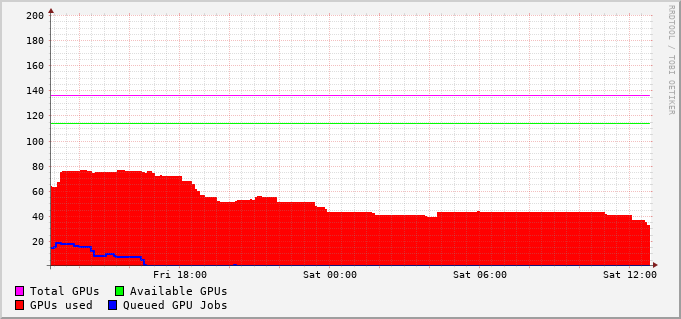 200
180
160
140
120
100
80
60
40
20
Fri 18:00 Sat 00:00 Sat 06:00 Sat 12:00
Total GPUs Available GPUs
GPUs used Queued GPU Jobs
RRDTOOL / TOBI OETIKER